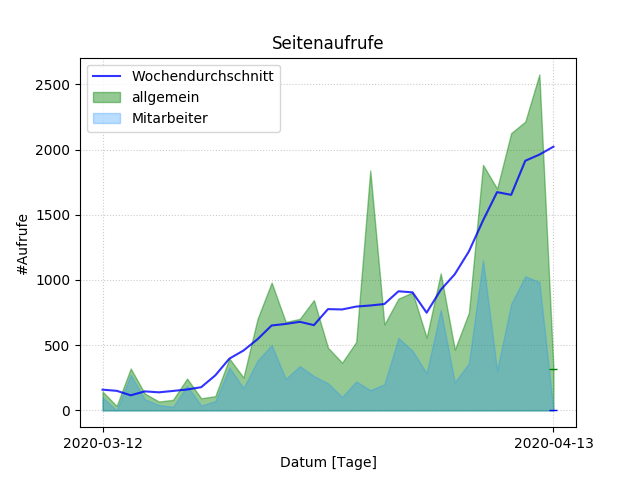 Seitenaufrufe
Wochendurchschnitt
allgemein
Mitarbeiter
2500
2000
1500
1000
500
0
#Aufrufe
2020-03-12
2020-04-13
Datum [Tage]